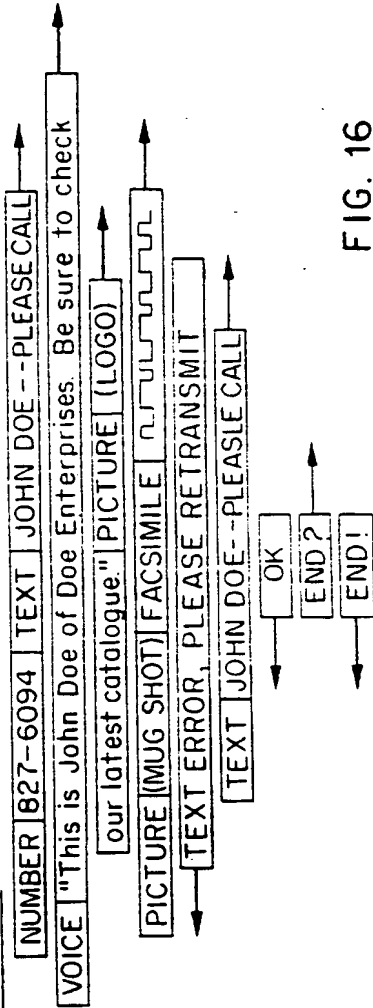 NUMBER 827-6094 TEXT JOHN DOE--PLEASE CALL
VOICE "This is John Doe of Doe Enterprises. Be sure to check
our latest catalogue" PICTURE (LOGO)
PICTURE (MUG SHOT) FACSIMILE
TEXT ERROR, PLEASE RETRANSMIT
TEXT JOHN DOE--PLEASLE CALL
OK
END?
END!
FIG. 16